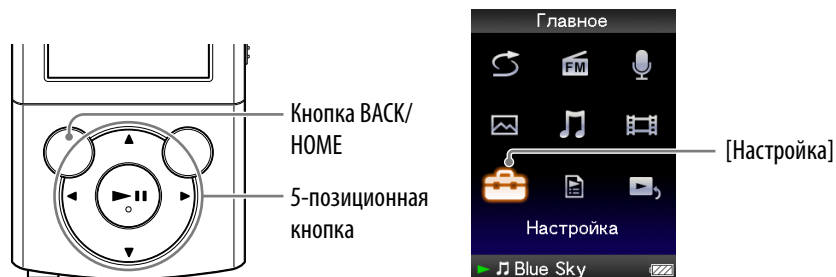 Кнопка BACK/
HOME
5-позиционная
кнопка
Главное
FM
[Настройка]
Настройка
Blue Sky